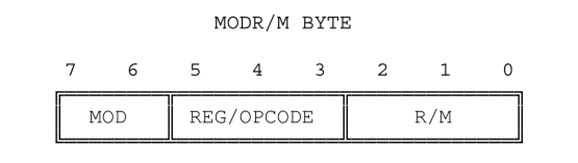 MODR/M BYTE
7 6 5 4 3 2 1 0
MOD REG/OPCODE R/M